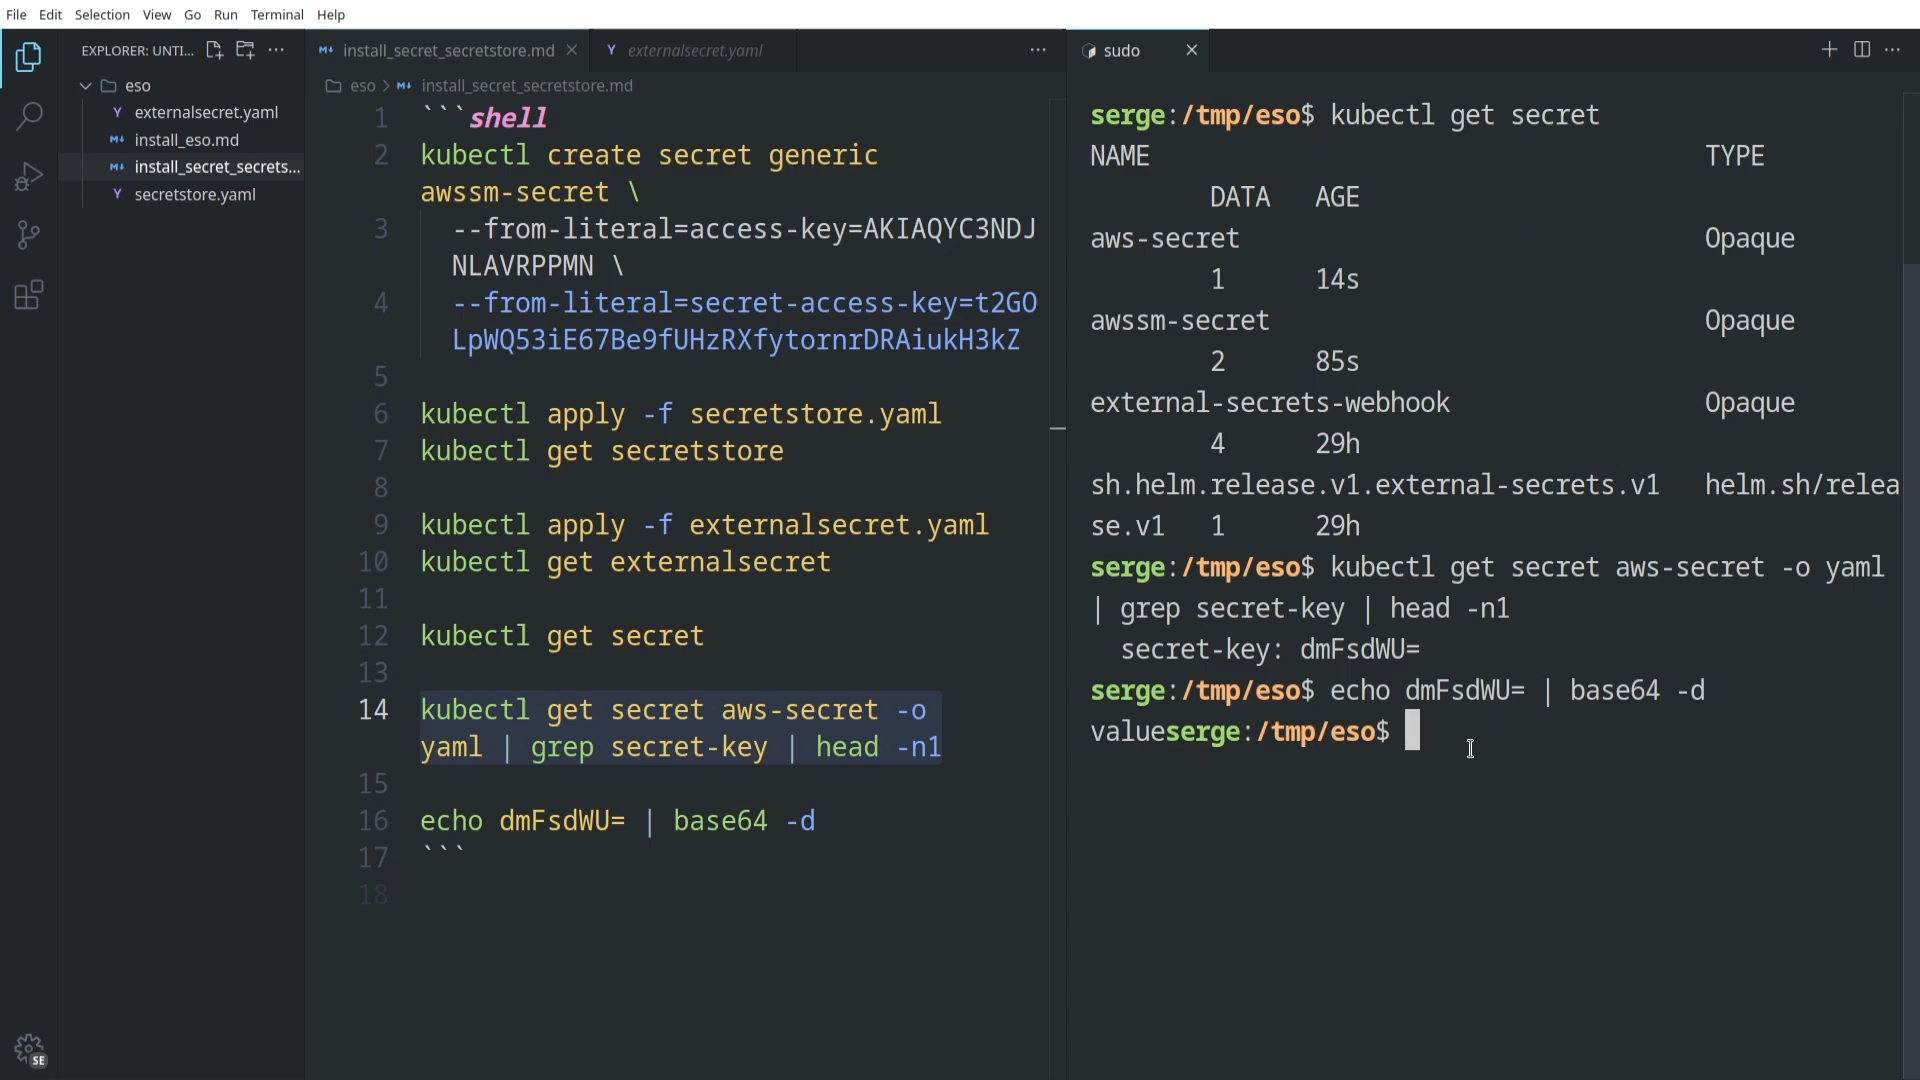 File Edit Selection View Go Run Terminal Help
EXPLORER: UNTI...
eso
externalsecret.yaml
install_eso.md
install_secret_secrets...
secretstore.yaml
SE
install_secret_secretstore.md
externalsecret.yaml
eso > install_secret_secretstore.md
1 ```shell
2 kubectl create secret generic
awssm-secret \
3 --from-literal=access-key=AKIAQYC3NDJ
NLAVRPPMN \
4 --from-literal=secret-access-key=t2GO
LpWQ53iE67Be9fUHzRXfytornrDRAiukH3kZ
5
6 kubectl apply -f secretstore.yaml
7 kubectl get secretstore
8
9 kubectl apply -f externalsecret.yaml
10 kubectl get externalsecret
11
12 kubectl get secret
13
14 kubectl get secret aws-secret -o
yaml | grep secret-key | head -n1
15
16 echo dmFsdWU= | base64 -d
17 ```
18
sudo
serge:/tmp/eso$ kubectl get secret
NAME TYPE
DATA AGE
aws-secret Opaque
1 14s
awssm-secret Opaque
2 85s
external-secrets-webhook Opaque
4 29h
sh.helm.release.v1.external-secrets.v1 helm.sh/relea
se.v1 1 29h
serge:/tmp/eso$ kubectl get secret aws-secret -o yaml
| grep secret-key | head -n1
secret-key: dmFsdWU=
serge:/tmp/eso$ echo dmFsdWU= | base64 -d
valueserge:/tmp/eso$